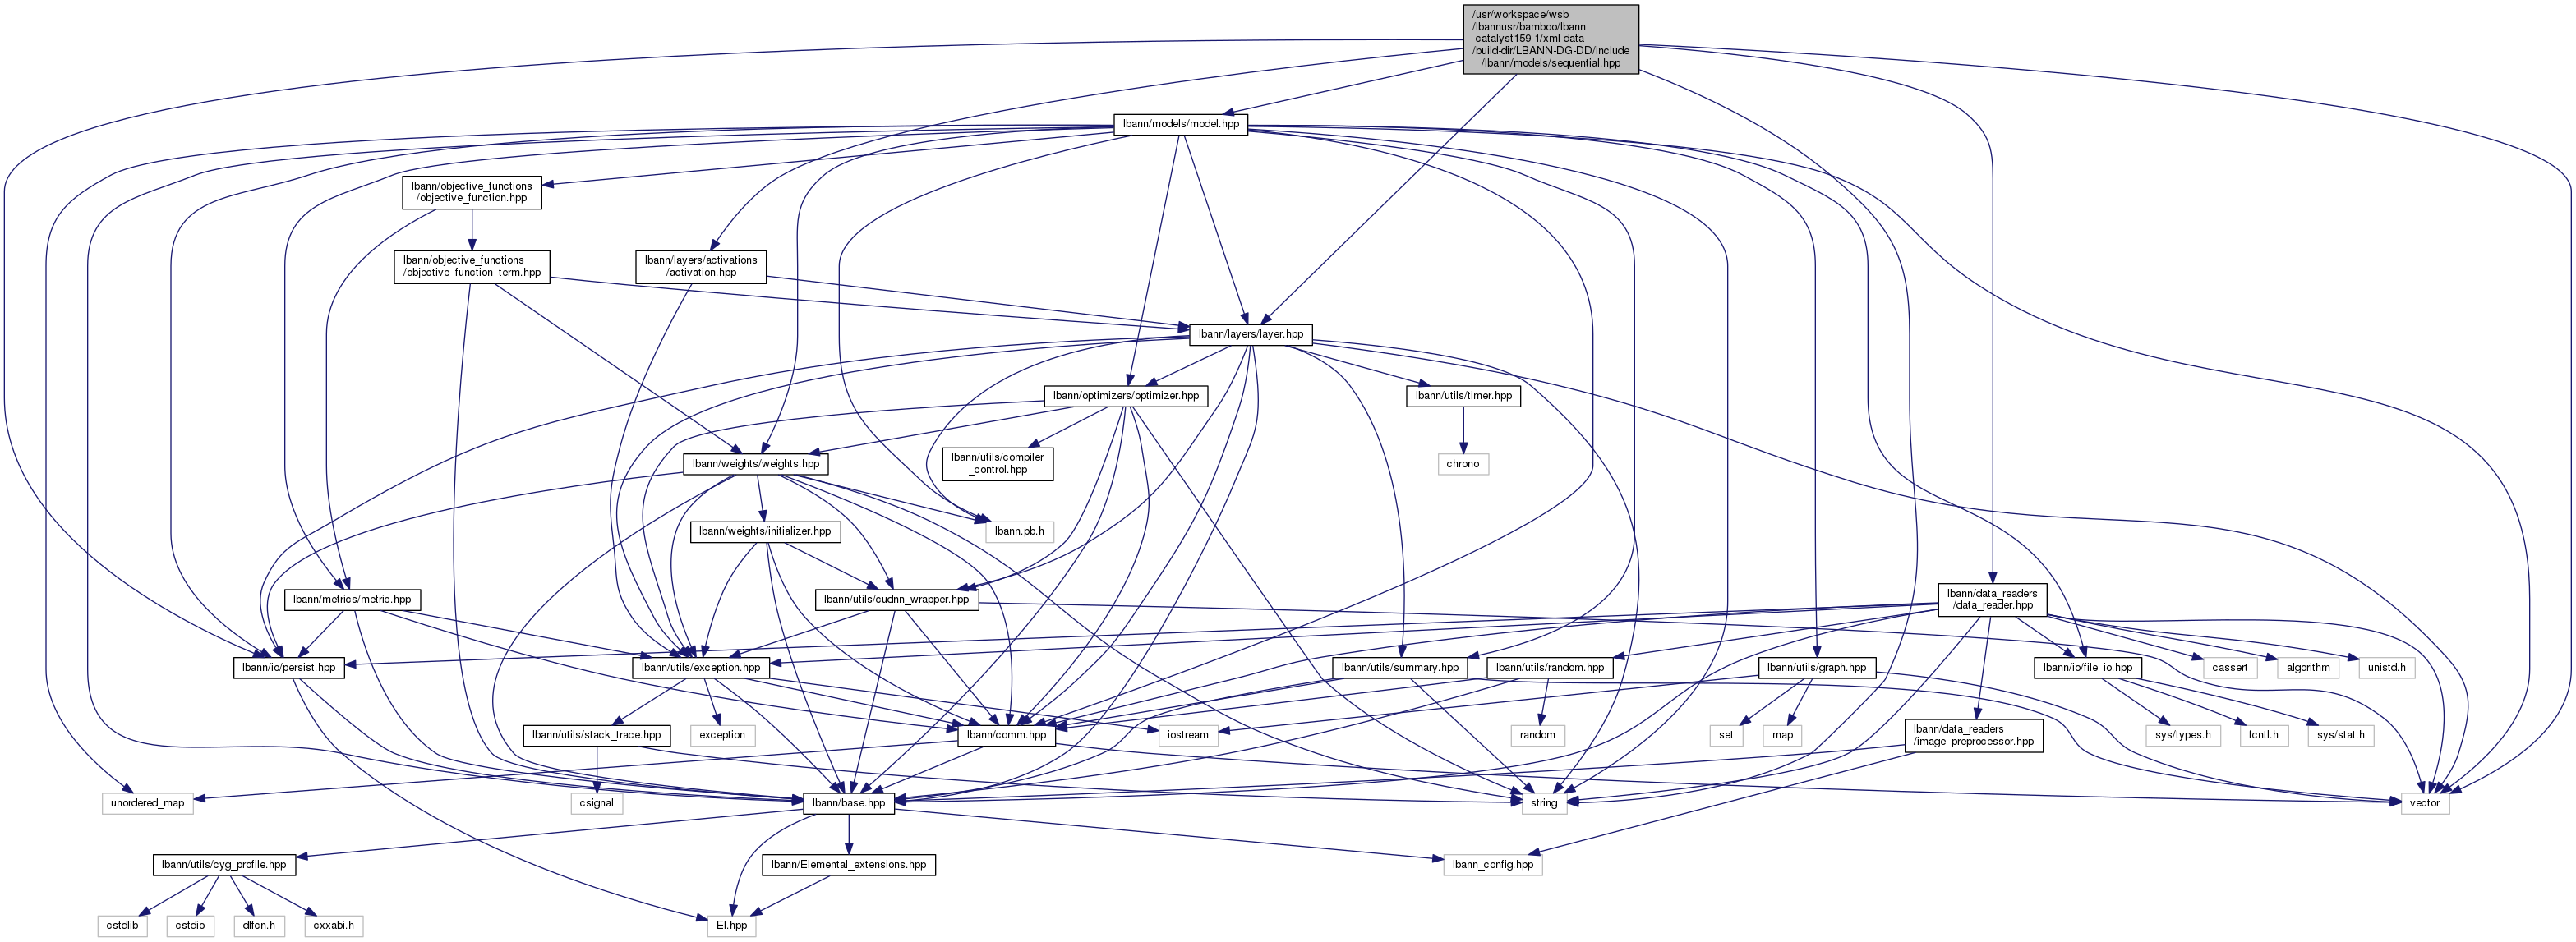 /usr/workspace/wsb
/lbannusr/bamboo/lbann
-catalyst159-1/xml-data
/build-dir/LBANN-DG-DD/include
/lbann/models/sequential.hpp
lbann/models/model.hpp
lbann/objective_functions
/objective_function.hpp
lbann/objective_functions
/objective_function_term.hpp
lbann/layers/activations
/activation.hpp
lbann/layers/layer.hpp
lbann/optimizers/optimizer.hpp
lbann/utils/timer.hpp
lbann/weights/weights.hpp
lbann/utils/compiler
_control.hpp
chrono
lbann/weights/initializer.hpp
lbann.pb.h
lbann/metrics/metric.hpp
lbann/utils/cudnn_wrapper.hpp
lbann/data_readers
/data_reader.hpp
lbann/io/persist.hpp
lbann/utils/exception.hpp
lbann/utils/summary.hpp
lbann/utils/random.hpp
lbann/utils/graph.hpp
lbann/io/file_io.hpp
cassert
algorithm
unistd.h
lbann/utils/stack_trace.hpp
exception
lbann/comm.hpp
iostream
random
set
map
lbann/data_readers
/image_preprocessor.hpp
sys/types.h
fcntl.h
sys/stat.h
unordered_map
csignal
lbann/base.hpp
string
vector
lbann/utils/cyg_profile.hpp
lbann/Elemental_extensions.hpp
lbann_config.hpp
cstdlib
cstdio
dlfcn.h
cxxabi.h
El.hpp